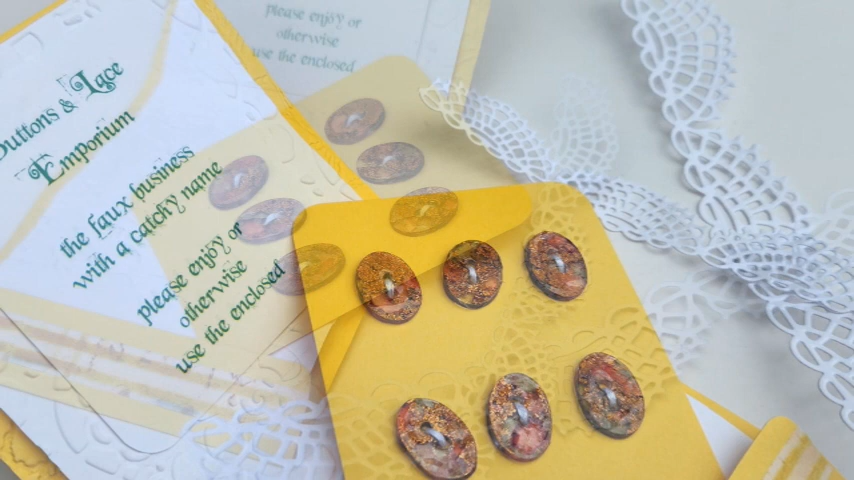 please enjoy or
otherwise
use the enclosed
Buttons & Lace
Emporium
the faux business
with a catchy name
please enjoy or
otherwise
use the enclosed